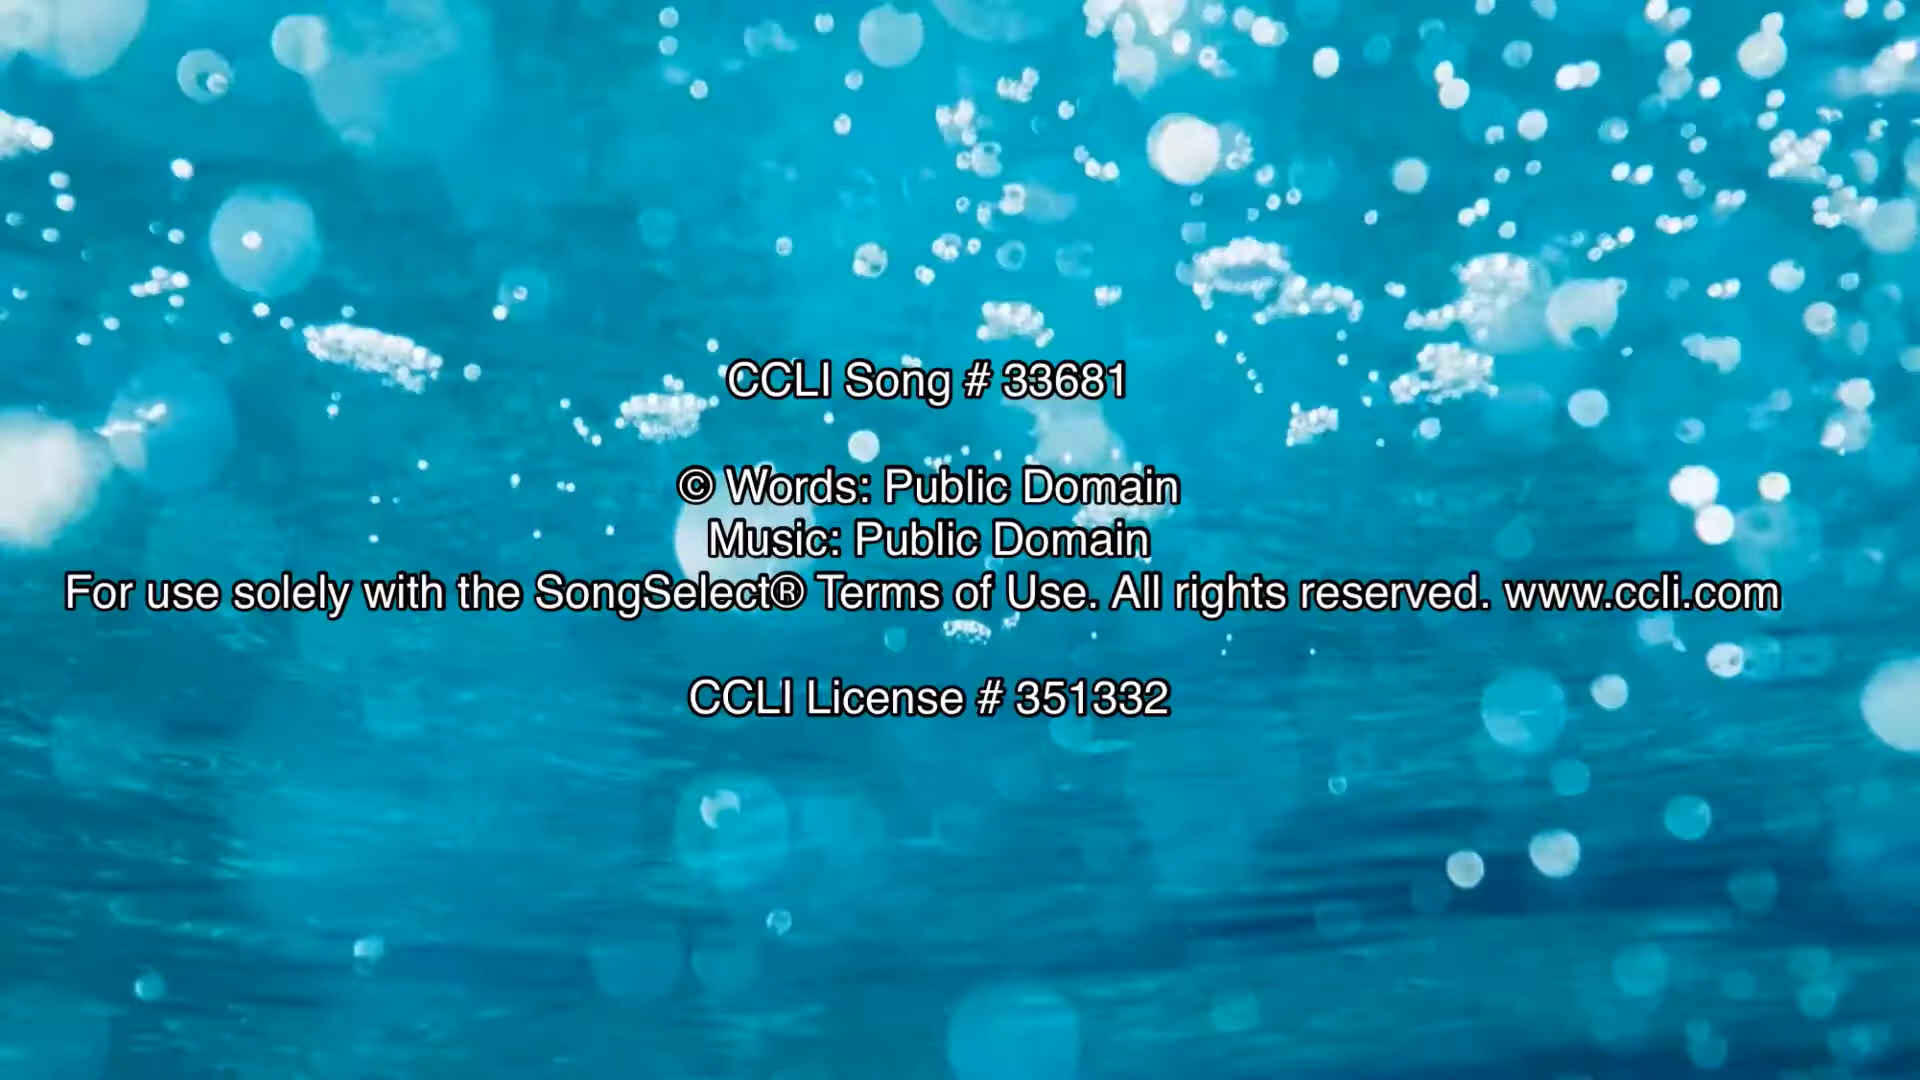 CCLI Song # 33681
© Words: Public Domain
Music: Public Domain
For use solely with the SongSelect® Terms of Use. All rights reserved. www.ccli.com
CCLI License # 351332